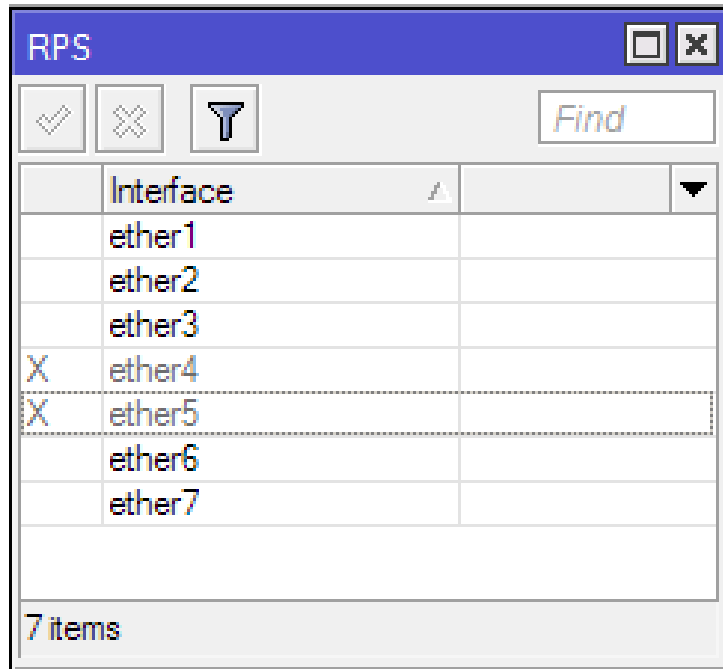 RPS
Find
Interface
ether1
ether2
ether3
X ether4
X ether5
ether6
ether7
7 items